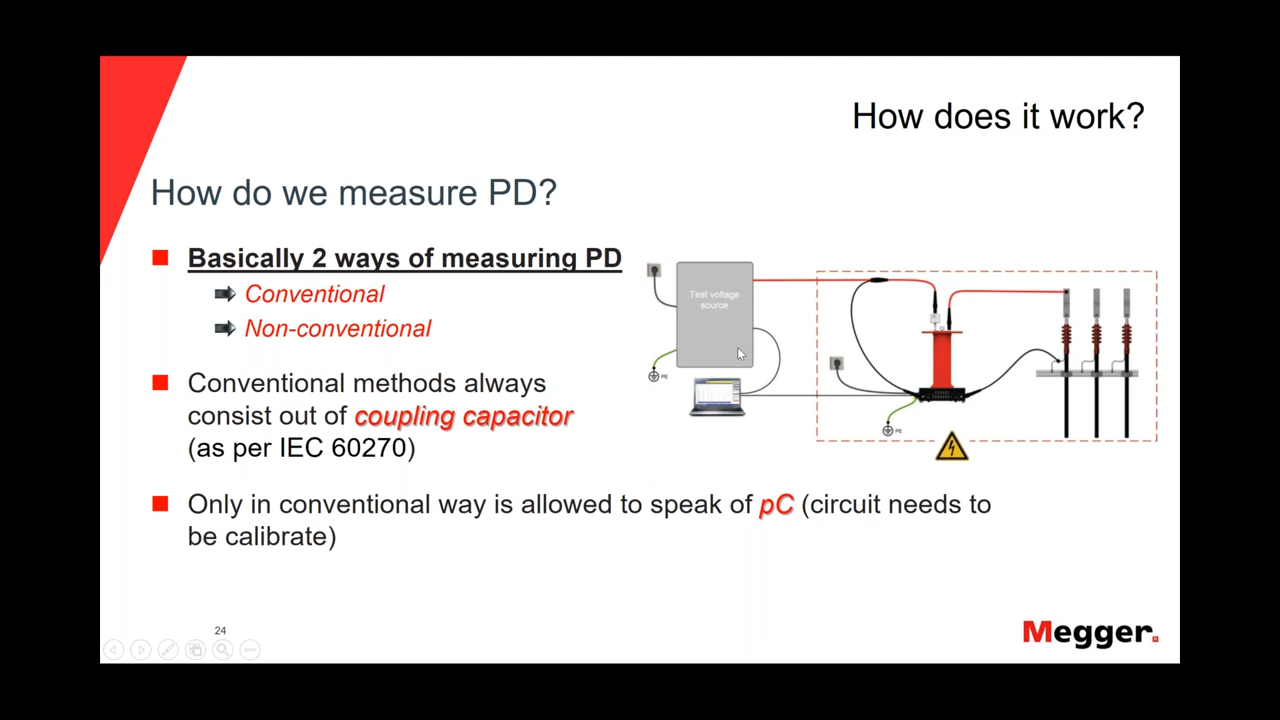 How does it work?
How do we measure PD?
Basically 2 ways of measuring PD
Conventional
Non-conventional
Conventional methods always
consist out of coupling capacitor
(as per IEC 60270)
Only in conventional way is allowed to speak of pC (circuit needs to
be calibrate)
Test voltage
source
PE
PE
24
Megger.